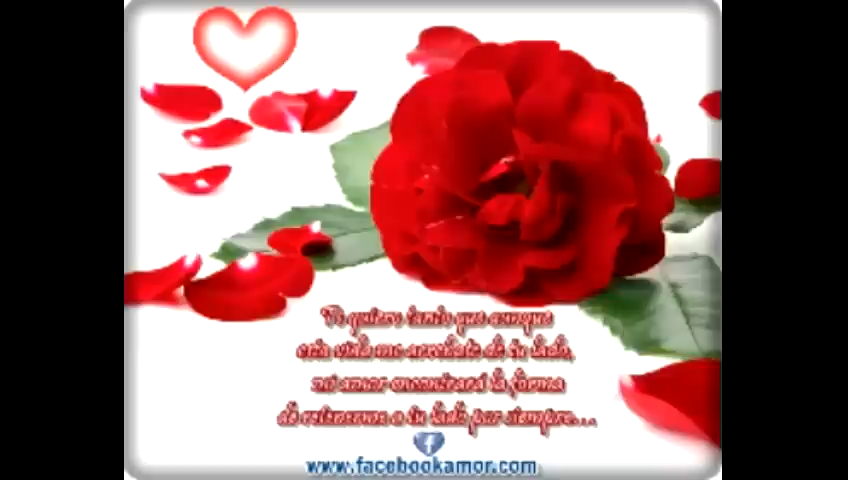 Te quiero tanto que aunque
esta vida me arrebate de tu lado,
mi amor encontrará la forma
de retenerme a tu lado por siempre...
f
www.facebookamor.com